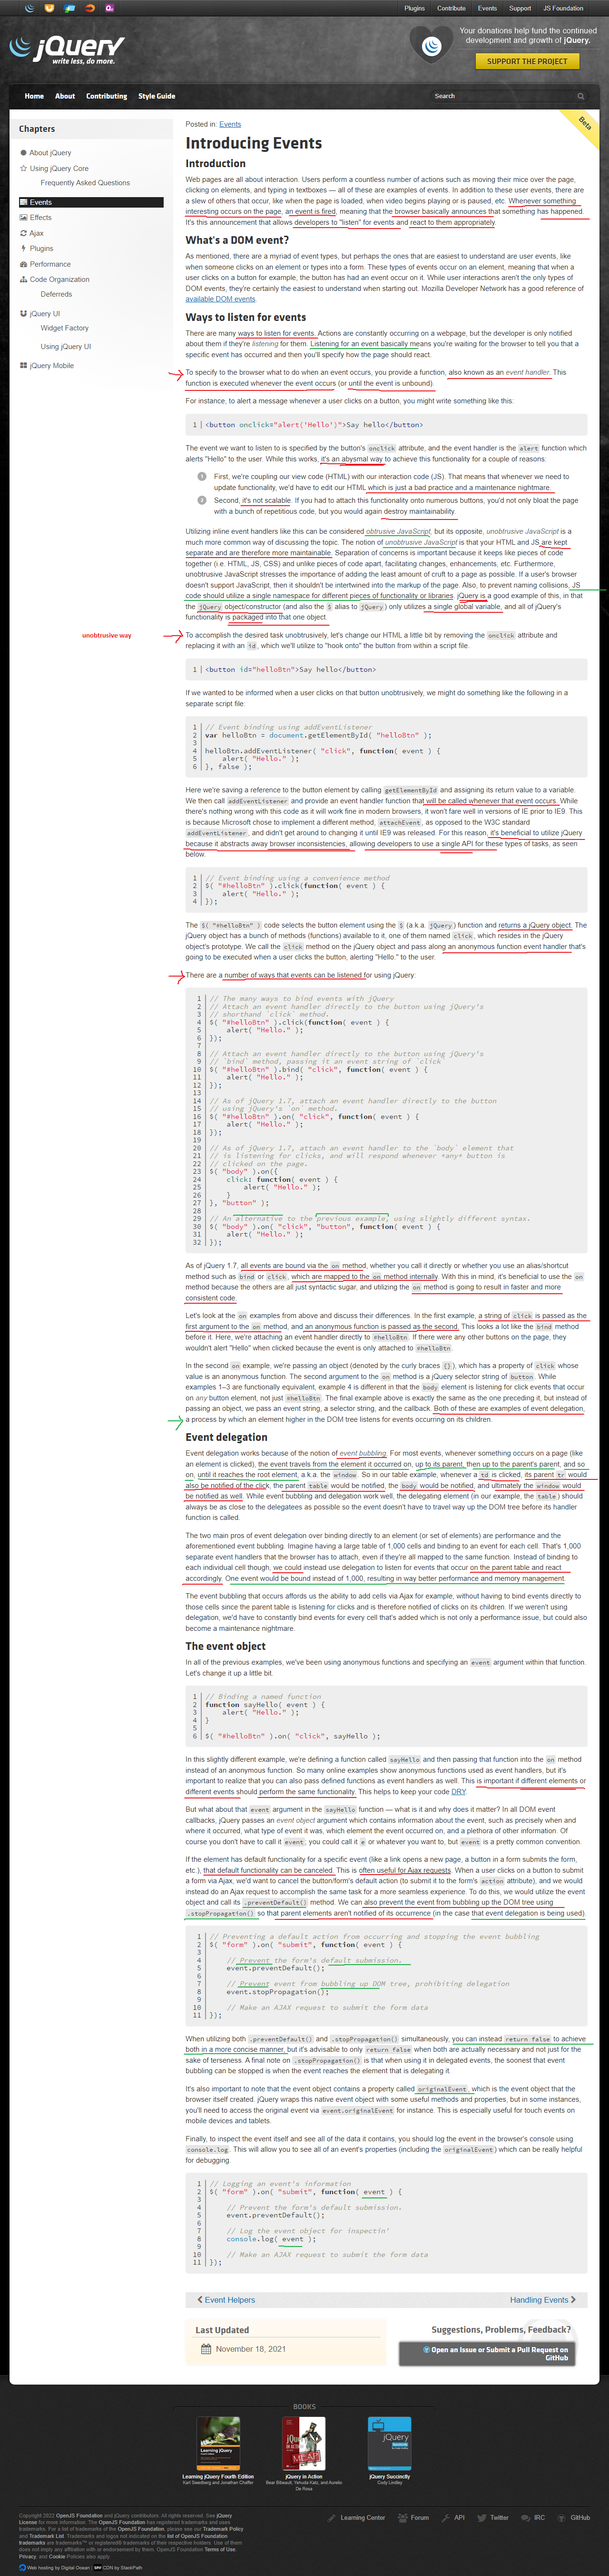 Plugins Contribute Events Support JS Foundation
jQuery
write less, do more.
Your donations help fund the continued
development and growth of jQuery.
SUPPORT THE PROJECT
Home About Contributing Style Guide
Search
Beta
Chapters
About jQuery
Using jQuery Core
Frequently Asked Questions
Events
Effects
Ajax
Plugins
Performance
Code Organization
Deferreds
jQuery UI
Widget Factory
Using jQuery UI
jQuery Mobile
Posted in: Events
Introducing Events
Introduction
Web pages are all about interaction. Users perform a countless number of actions such as moving their mice over the page,
clicking on elements, and typing in textboxes — all of these are examples of events. In addition to these user events, there are
a slew of others that occur, like when the page is loaded, when video begins playing or is paused, etc. Whenever something
interesting occurs on the page, an event is fired, meaning that the browser basically announces that something has happened.
It's this announcement that allows developers to "listen" for events and react to them appropriately.
What's a DOM event?
As mentioned, there are a myriad of event types, but perhaps the ones that are easiest to understand are user events, like
when someone clicks on an element or types into a form. These types of events occur on an element, meaning that when a
user clicks on a button for example, the button has had an event occur on it. While user interactions aren't the only types of
DOM events, they're certainly the easiest to understand when starting out. Mozilla Developer Network has a good reference of
available DOM events.
Ways to listen for events
There are many ways to listen for events. Actions are constantly occurring on a webpage, but the developer is only notified
about them if they're listening for them. Listening for an event basically means you're waiting for the browser to tell you that a
specific event has occurred and then you'll specify how the page should react.
To specify to the browser what to do when an event occurs, you provide a function, also known as an event handler. This
function is executed whenever the event occurs (or until the event is unbound).
For instance, to alert a message whenever a user clicks on a button, you might write something like this:
1 <button onclick="alert('Hello')">Say hello</button>
The event we want to listen to is specified by the button's onclick attribute, and the event handler is the alert function which
alerts "Hello" to the user. While this works, it's an abysmal way to achieve this functionality for a couple of reasons:
1 First, we're coupling our view code (HTML) with our interaction code (JS). That means that whenever we need to
update functionality, we'd have to edit our HTML which is just a bad practice and a maintenance nightmare.
2 Second, it's not scalable. If you had to attach this functionality onto numerous buttons, you'd not only bloat the page
with a bunch of repetitious code, but you would again destroy maintainability.
Utilizing inline event handlers like this can be considered obtrusive JavaScript, but its opposite, unobtrusive JavaScript is a
much more common way of discussing the topic. The notion of unobtrusive JavaScript is that your HTML and JS are kept
separate and are therefore more maintainable. Separation of concerns is important because it keeps like pieces of code
together (i.e. HTML, JS, CSS) and unlike pieces of code apart, facilitating changes, enhancements, etc. Furthermore,
unobtrusive JavaScript stresses the importance of adding the least amount of cruft to a page as possible. If a user's browser
doesn't support JavaScript, then it shouldn't be intertwined into the markup of the page. Also, to prevent naming collisions, JS
code should utilize a single namespace for different pieces of functionality or libraries. jQuery is a good example of this, in that
the jQuery object/constructor (and also the $ alias to jQuery) only utilizes a single global variable, and all of jQuery's
functionality is packaged into that one object.
unobtrusive way
To accomplish the desired task unobtrusively, let's change our HTML a little bit by removing the onclick attribute and
replacing it with an id, which we'll utilize to "hook onto" the button from within a script file.
1 <button id="helloBtn">Say hello</button>
If we wanted to be informed when a user clicks on that button unobtrusively, we might do something like the following in a
separate script file:
1 // Event binding using addEventListener
2 var helloBtn = document.getElementById( "helloBtn" );
3
4 helloBtn.addEventListener( "click", function( event ) {
5 alert( "Hello." );
6 }, false );
Here we're saving a reference to the button element by calling getElementById and assigning its return value to a variable.
We then call addEventListener and provide an event handler function that will be called whenever that event occurs. While
there's nothing wrong with this code as it will work fine in modern browsers, it won't fare well in versions of IE prior to IE9. This
is because Microsoft chose to implement a different method, attachEvent, as opposed to the W3C standard
addEventListener, and didn't get around to changing it until IE9 was released. For this reason, it's beneficial to utilize jQuery
because it abstracts away browser inconsistencies, allowing developers to use a single API for these types of tasks, as seen
below.
1 // Event binding using a convenience method
2 $( "#helloBtn" ).click(function( event ) {
3 alert( "Hello." );
4 });
The $( "#helloBtn" ) code selects the button element using the $ (a.k.a. jQuery) function and returns a jQuery object. The
jQuery object has a bunch of methods (functions) available to it, one of them named click, which resides in the jQuery
object's prototype. We call the click method on the jQuery object and pass along an anonymous function event handler that's
going to be executed when a user clicks the button, alerting "Hello." to the user.
There are a number of ways that events can be listened for using jQuery:
1 // The many ways to bind events with jQuery
2 // Attach an event handler directly to the button using jQuery's
3 // shorthand `click` method.
4 $( "#helloBtn" ).click(function( event ) {
5 alert( "Hello." );
6 });
7
8 // Attach an event handler directly to the button using jQuery's
9 // `bind` method, passing it an event string of `click`
10 $( "#helloBtn" ).bind( "click", function( event ) {
11 alert( "Hello." );
12 });
13
14 // As of jQuery 1.7, attach an event handler directly to the button
15 // using jQuery's `on` method.
16 $( "#helloBtn" ).on( "click", function( event ) {
17 alert( "Hello." );
18 });
19
20 // As of jQuery 1.7, attach an event handler to the `body` element that
21 // is listening for clicks, and will respond whenever *any* button is
22 // clicked on the page.
23 $( "body" ).on({
24 click: function( event ) {
25 alert( "Hello." );
26 }
27 }, "button" );
28
29 // An alternative to the previous example, using slightly different syntax.
30 $( "body" ).on( "click", "button", function( event ) {
31 alert( "Hello." );
32 });
As of jQuery 1.7, all events are bound via the on method, whether you call it directly or whether you use an alias/shortcut
method such as bind or click, which are mapped to the on method internally. With this in mind, it's beneficial to use the on
method because the others are all just syntactic sugar, and utilizing the on method is going to result in faster and more
consistent code.
Let's look at the on examples from above and discuss their differences. In the first example, a string of click is passed as the
first argument to the on method, and an anonymous function is passed as the second. This looks a lot like the bind method
before it. Here, we're attaching an event handler directly to #helloBtn. If there were any other buttons on the page, they
wouldn't alert "Hello" when clicked because the event is only attached to #helloBtn.
In the second on example, we're passing an object (denoted by the curly braces {}), which has a property of click whose
value is an anonymous function. The second argument to the on method is a jQuery selector string of button. While
examples 1–3 are functionally equivalent, example 4 is different in that the body element is listening for click events that occur
on any button element, not just #helloBtn. The final example above is exactly the same as the one preceding it, but instead of
passing an object, we pass an event string, a selector string, and the callback. Both of these are examples of event delegation,
a process by which an element higher in the DOM tree listens for events occurring on its children.
Event delegation
Event delegation works because of the notion of event bubbling. For most events, whenever something occurs on a page (like
an element is clicked), the event travels from the element it occurred on, up to its parent, then up to the parent's parent, and so
on, until it reaches the root element, a.k.a. the window. So in our table example, whenever a td is clicked, its parent tr would
also be notified of the click, the parent table would be notified, the body would be notified, and ultimately the window would
be notified as well. While event bubbling and delegation work well, the delegating element (in our example, the table) should
always be as close to the delegatees as possible so the event doesn't have to travel way up the DOM tree before its handler
function is called.
The two main pros of event delegation over binding directly to an element (or set of elements) are performance and the
aforementioned event bubbling. Imagine having a large table of 1,000 cells and binding to an event for each cell. That's 1,000
separate event handlers that the browser has to attach, even if they're all mapped to the same function. Instead of binding to
each individual cell though, we could instead use delegation to listen for events that occur on the parent table and react
accordingly. One event would be bound instead of 1,000, resulting in way better performance and memory management.
The event bubbling that occurs affords us the ability to add cells via Ajax for example, without having to bind events directly to
those cells since the parent table is listening for clicks and is therefore notified of clicks on its children. If we weren't using
delegation, we'd have to constantly bind events for every cell that's added which is not only a performance issue, but could also
become a maintenance nightmare.
The event object
In all of the previous examples, we've been using anonymous functions and specifying an event argument within that function.
Let's change it up a little bit.
1 // Binding a named function
2 function sayHello( event ) {
3 alert( "Hello." );
4 }
5
6 $( "#helloBtn" ).on( "click", sayHello );
In this slightly different example, we're defining a function called sayHello and then passing that function into the on method
instead of an anonymous function. So many online examples show anonymous functions used as event handlers, but it's
important to realize that you can also pass defined functions as event handlers as well. This is important if different elements or
different events should perform the same functionality. This helps to keep your code DRY.
But what about that event argument in the sayHello function — what is it and why does it matter? In all DOM event
callbacks, jQuery passes an event object argument which contains information about the event, such as precisely when and
where it occurred, what type of event it was, which element the event occurred on, and a plethora of other information. Of
course you don't have to call it event; you could call it e or whatever you want to, but event is a pretty common convention.
If the element has default functionality for a specific event (like a link opens a new page, a button in a form submits the form,
etc.), that default functionality can be canceled. This is often useful for Ajax requests. When a user clicks on a button to submit
a form via Ajax, we'd want to cancel the button/form's default action (to submit it to the form's action attribute), and we would
instead do an Ajax request to accomplish the same task for a more seamless experience. To do this, we would utilize the event
object and call its .preventDefault() method. We can also prevent the event from bubbling up the DOM tree using
.stopPropagation() so that parent elements aren't notified of its occurrence (in the case that event delegation is being used).
1 // Preventing a default action from occurring and stopping the event bubbling
2 $( "form" ).on( "submit", function( event ) {
3
4 // Prevent the form's default submission.
5 event.preventDefault();
6
7 // Prevent event from bubbling up DOM tree, prohibiting delegation
8 event.stopPropagation();
9
10 // Make an AJAX request to submit the form data
11 });
When utilizing both .preventDefault() and .stopPropagation() simultaneously, you can instead return false to achieve
both in a more concise manner, but it's advisable to only return false when both are actually necessary and not just for the
sake of terseness. A final note on .stopPropagation() is that when using it in delegated events, the soonest that event
bubbling can be stopped is when the event reaches the element that is delegating it.
It's also important to note that the event object contains a property called originalEvent, which is the event object that the
browser itself created. jQuery wraps this native event object with some useful methods and properties, but in some instances,
you'll need to access the original event via event.originalEvent for instance. This is especially useful for touch events on
mobile devices and tablets.
Finally, to inspect the event itself and see all of the data it contains, you should log the event in the browser's console using
console.log. This will allow you to see all of an event's properties (including the originalEvent) which can be really helpful
for debugging.
1 // Logging an event's information
2 $( "form" ).on( "submit", function( event ) {
3
4 // Prevent the form's default submission.
5 event.preventDefault();
6
7 // Log the event object for inspectin'
8 console.log( event );
9
10 // Make an AJAX request to submit the form data
11 });
Event Helpers
Handling Events
Last Updated
November 18, 2021
Suggestions, Problems, Feedback?
Open an Issue or Submit a Pull Request on
GitHub
BOOKS
Learning jQuery
jQuery
Learning jQuery Fourth Edition
Karl Swedberg and Jonathan Chaffer
jQuery in Action
Bear Bibeault, Yehuda Katz, and Aurelio
De Rosa
jQuery Succinctly
Cody Lindley
Copyright 2022 OpenJS Foundation and jQuery contributors. All rights reserved. See jQuery
License for more information. The OpenJS Foundation has registered trademarks and uses
trademarks. For a list of trademarks of the OpenJS Foundation, please see our Trademark Policy
and Trademark List. Trademarks and logos not indicated on the list of OpenJS Foundation
trademarks are trademarks™ or registered® trademarks of their respective holders. Use of them
does not imply any affiliation with or endorsement by them. OpenJS Foundation Terms of Use,
Privacy, and Cookie Policies also apply.
Web hosting by Digital Ocean | CDN by StackPath
Learning Center Forum API Twitter IRC GitHub